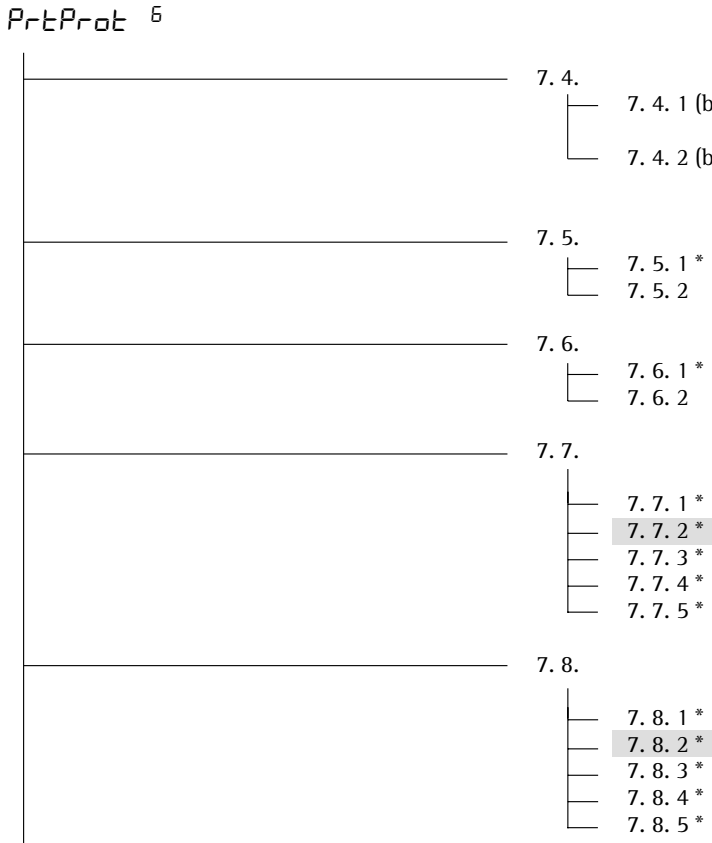 PrtProt 6
7. 4.
7. 4. 1 (b
7. 4. 2 (b
7. 5.
7. 5. 1 *
7. 5. 2
7. 6.
7. 6. 1 *
7. 6. 2
7. 7.
7. 7. 1 *
7. 7. 2 *
7. 7. 3 *
7. 7. 4 *
7. 7. 5 *
7. 8.
7. 8. 1 *
7. 8. 2 *
7. 8. 3 *
7. 8. 4 *
7. 8. 5 *